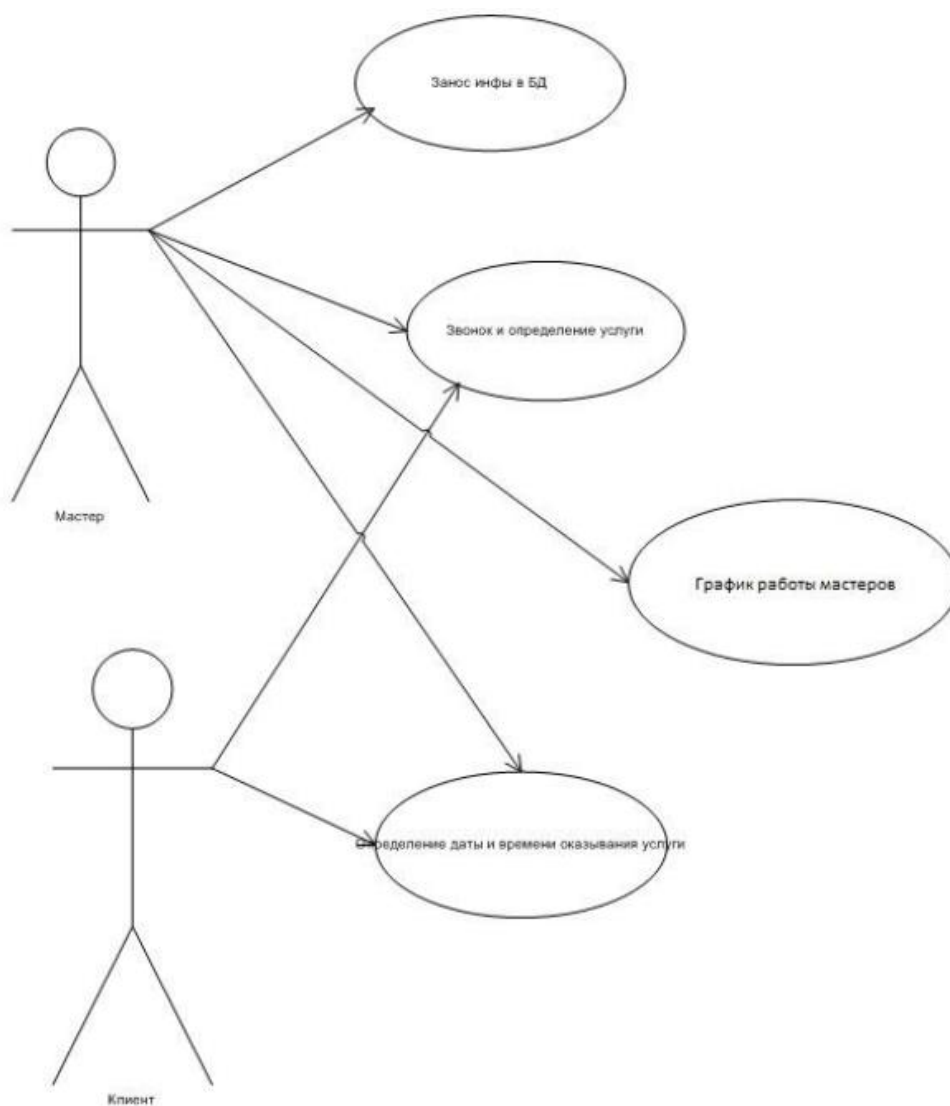 Занос инфы в БД
Звонок и определение услуги
Мастер
График работы мастеров
Определение даты и времени оказывания услуги
Клиент